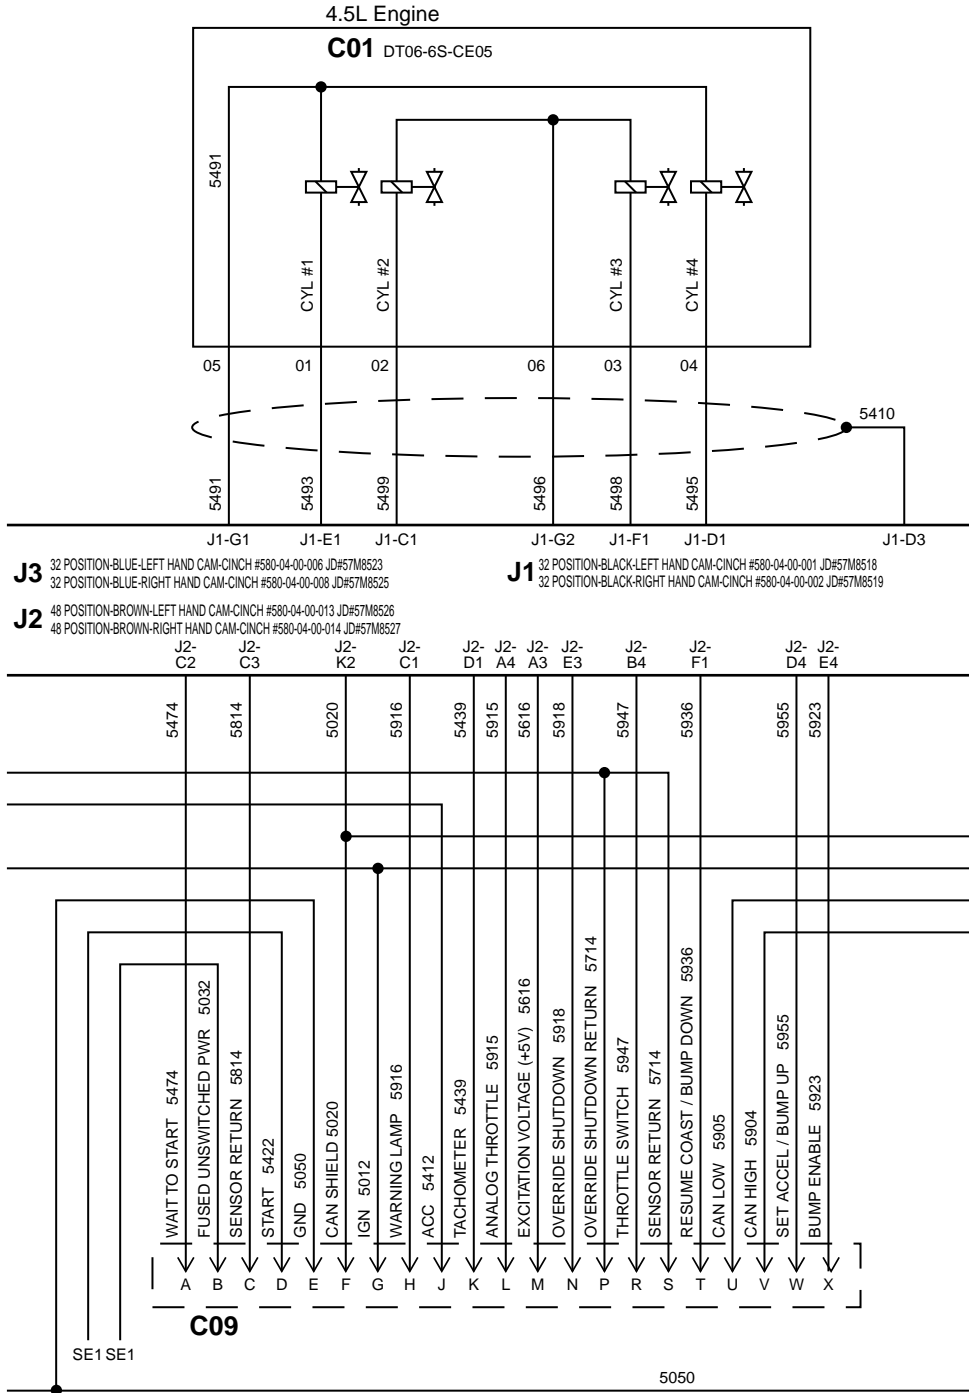 4.5L Engine
C01 DT06-6S-CE05
5491
CYL #1
CYL #2
CYL #3
CYL #4
05 01 02 06 03 04
5410
5491 5493 5499 5496 5498 5495
J1-G1 J1-E1 J1-C1 J1-G2 J1-F1 J1-D1 J1-D3
J3 32 POSITION-BLUE-LEFT HAND CAM-CINCH #580-04-00-006 JD#57M8523
32 POSITION-BLUE-RIGHT HAND CAM-CINCH #580-04-00-008 JD#57M8525
J1 32 POSITION-BLACK-LEFT HAND CAM-CINCH #580-04-00-001 JD#57M8518
32 POSITION-BLACK-RIGHT HAND CAM-CINCH #580-04-00-002 JD#57M8519
J2 48 POSITION-BROWN-LEFT HAND CAM-CINCH #580-04-00-013 JD#57M8526
48 POSITION-BROWN-RIGHT HAND CAM-CINCH #580-04-00-014 JD#57M8527
J2- J2- J2- J2- J2- J2- J2- J2- J2- J2- J2- J2-
C2 C3 K2 C1 D1 A4 A3 E3 B4 F1 D4 E4
5474 5814 5020 5916 5439 5915 5616 5918 5947 5936 5955 5923
WAIT TO START 5474
FUSED UNSWITCHED PWR 5032
SENSOR RETURN 5814
START 5422
GND 5050
CAN SHIELD 5020
IGN 5012
WARNING LAMP 5916
ACC 5412
TACHOMETER 5439
ANALOG THROTTLE 5915
EXCITATION VOLTAGE (+5V) 5616
OVERRIDE SHUTDOWN 5918
OVERRIDE SHUTDOWN RETURN 5714
THROTTLE SWITCH 5947
SENSOR RETURN 5714
RESUME COAST / BUMP DOWN 5936
CAN LOW 5905
CAN HIGH 5904
SET ACCEL / BUMP UP 5955
BUMP ENABLE 5923
A B C D E F G H J K L M N P R S T U V W X
C09
SE1 SE1
5050